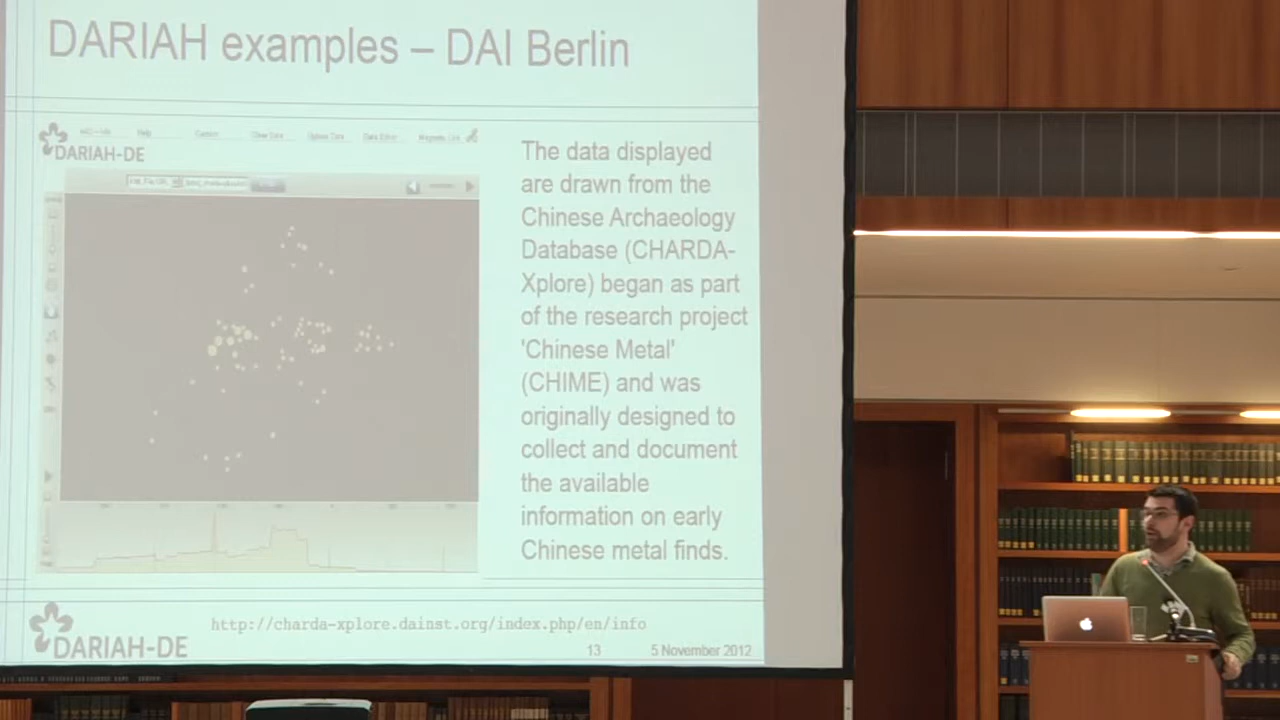 DARIAH examples – DAI Berlin
Help
DARIAH-DE
The data displayed
are drawn from the
Chinese Archaeology
Database (CHARDA-
Xplore) began as part
of the research project
'Chinese Metal'
(CHIME) and was
originally designed to
collect and document
the available
information on early
Chinese metal finds.
http://charda-xplore.dainst.org/index.php/en/info
DARIAH-DE
13
5 November 2012